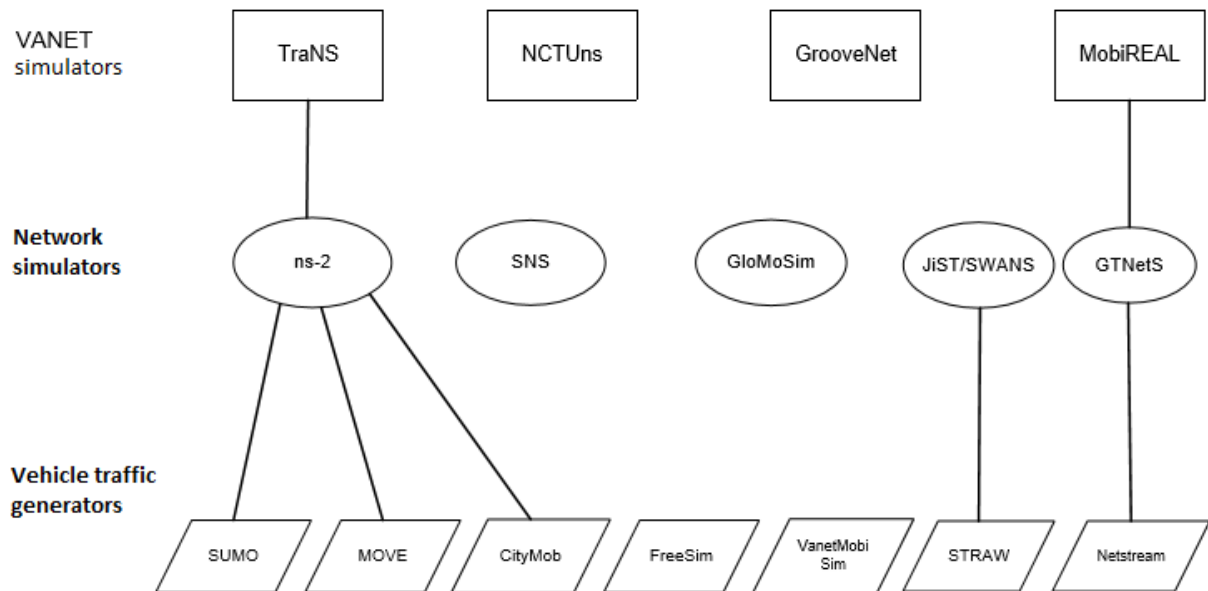 VANET
simulators
TraNS
NCTUns
GrooveNet
MobiREAL
Network
simulators
ns-2
SNS
GloMoSim
JiST/SWANS
GTNetS
Vehicle traffic
generators
SUMO
MOVE
CityMob
FreeSim
VanetMobi
Sim
STRAW
Netstream